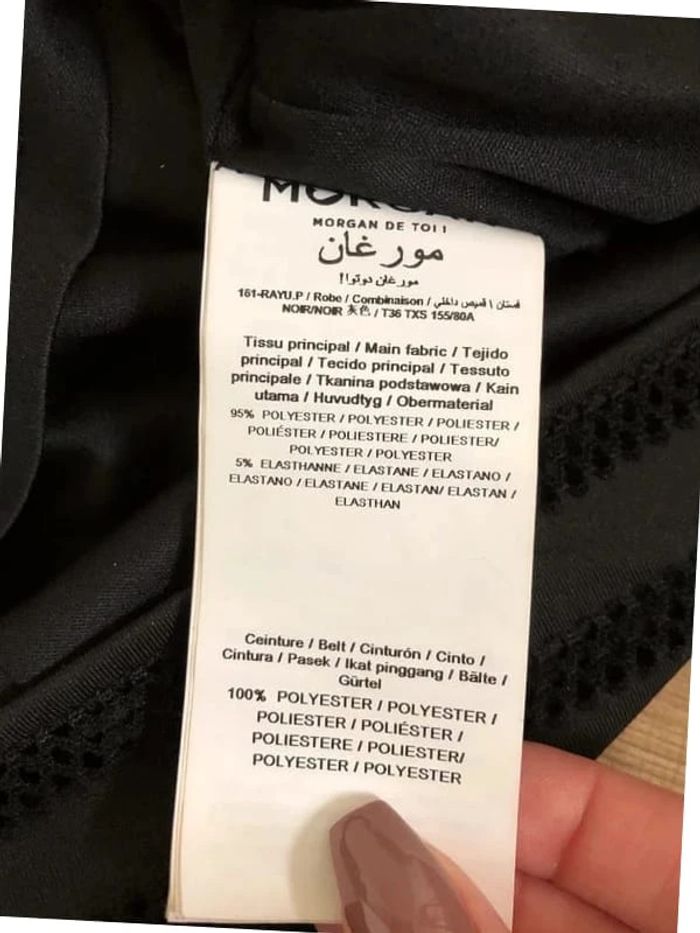 MORGAN
MORGAN DE TOI !
مورغان
مورغان دوتوا!
161-RAYU.P / Robe / Combinaison / فستان \ قميص داخلي
NOIR/NOIR 灰色 / T36 TXS 155/80A
Tissu principal / Main fabric / Tejido
principal / Tecido principal / Tessuto
principale / Tkanina podstawowa / Kain
utama / Huvudtyg / Obermaterial
95% POLYESTER / POLYESTER / POLIESTER /
POLIÉSTER / POLIESTERE / POLIESTER/
POLYESTER / POLYESTER
5% ELASTHANNE / ELASTANE / ELASTANO /
ELASTANO / ELASTANE / ELASTAN/ ELASTAN /
ELASTHAN
Ceinture / Belt / Cinturón / Cinto /
Cintura / Pasek / Ikat pinggang / Bälte /
Gürtel
100% POLYESTER / POLYESTER /
POLIESTER / POLIÉSTER /
POLIESTERE / POLIESTER/
POLYESTER / POLYESTER